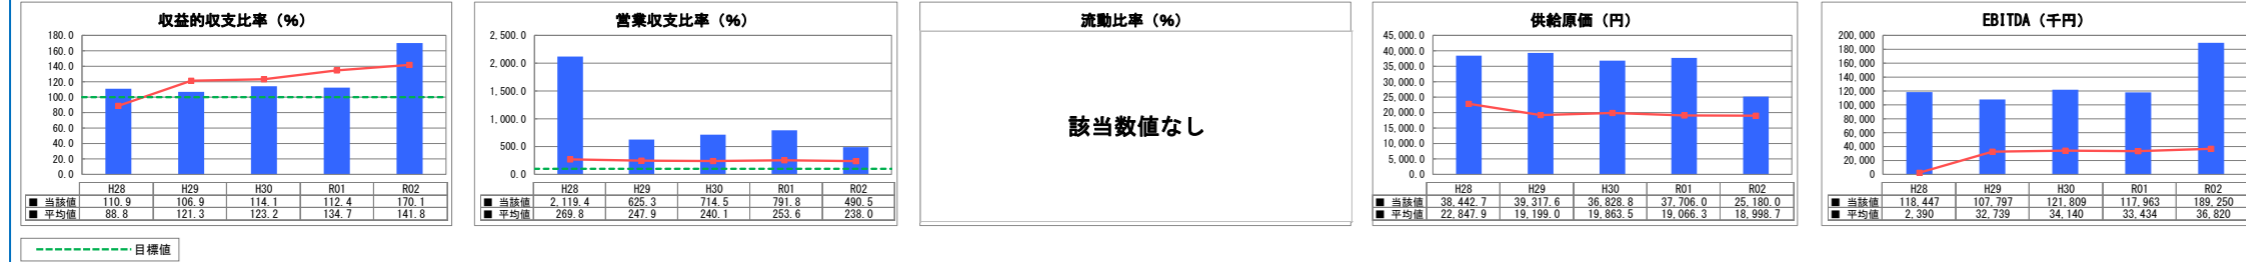 収益的収支比率（%）
180.0
160.0
140.0
120.0
100.0
80.0
60.0
40.0
20.0
0.0
H28 H29 H30 R01 R02
■ 当該値 110.9 106.9 114.1 112.4 170.1
■ 平均値 88.8 121.3 123.2 134.7 141.8
営業収支比率（%）
2,500.0
2,000.0
1,500.0
1,000.0
500.0
0.0
H28 H29 H30 R01 R02
■ 当該値 2,119.4 625.3 714.5 791.8 490.5
■ 平均値 269.8 247.9 240.1 253.6 238.0
流動比率（%）
該当数値なし
供給原価（円）
45,000.0
40,000.0
35,000.0
30,000.0
25,000.0
20,000.0
15,000.0
10,000.0
5,000.0
0.0
H28 H29 H30 R01 R02
■ 当該値 38,442.7 39,317.6 36,828.8 37,706.0 25,180.0
■ 平均値 22,847.9 19,199.0 19,863.5 19,066.3 18,998.7
EBITDA（千円）
200,000
180,000
160,000
140,000
120,000
100,000
80,000
60,000
40,000
20,000
0
H28 H29 H30 R01 R02
■ 当該値 118,447 107,797 121,809 117,963 189,250
■ 平均値 2,390 32,739 34,140 33,434 36,820
目標値